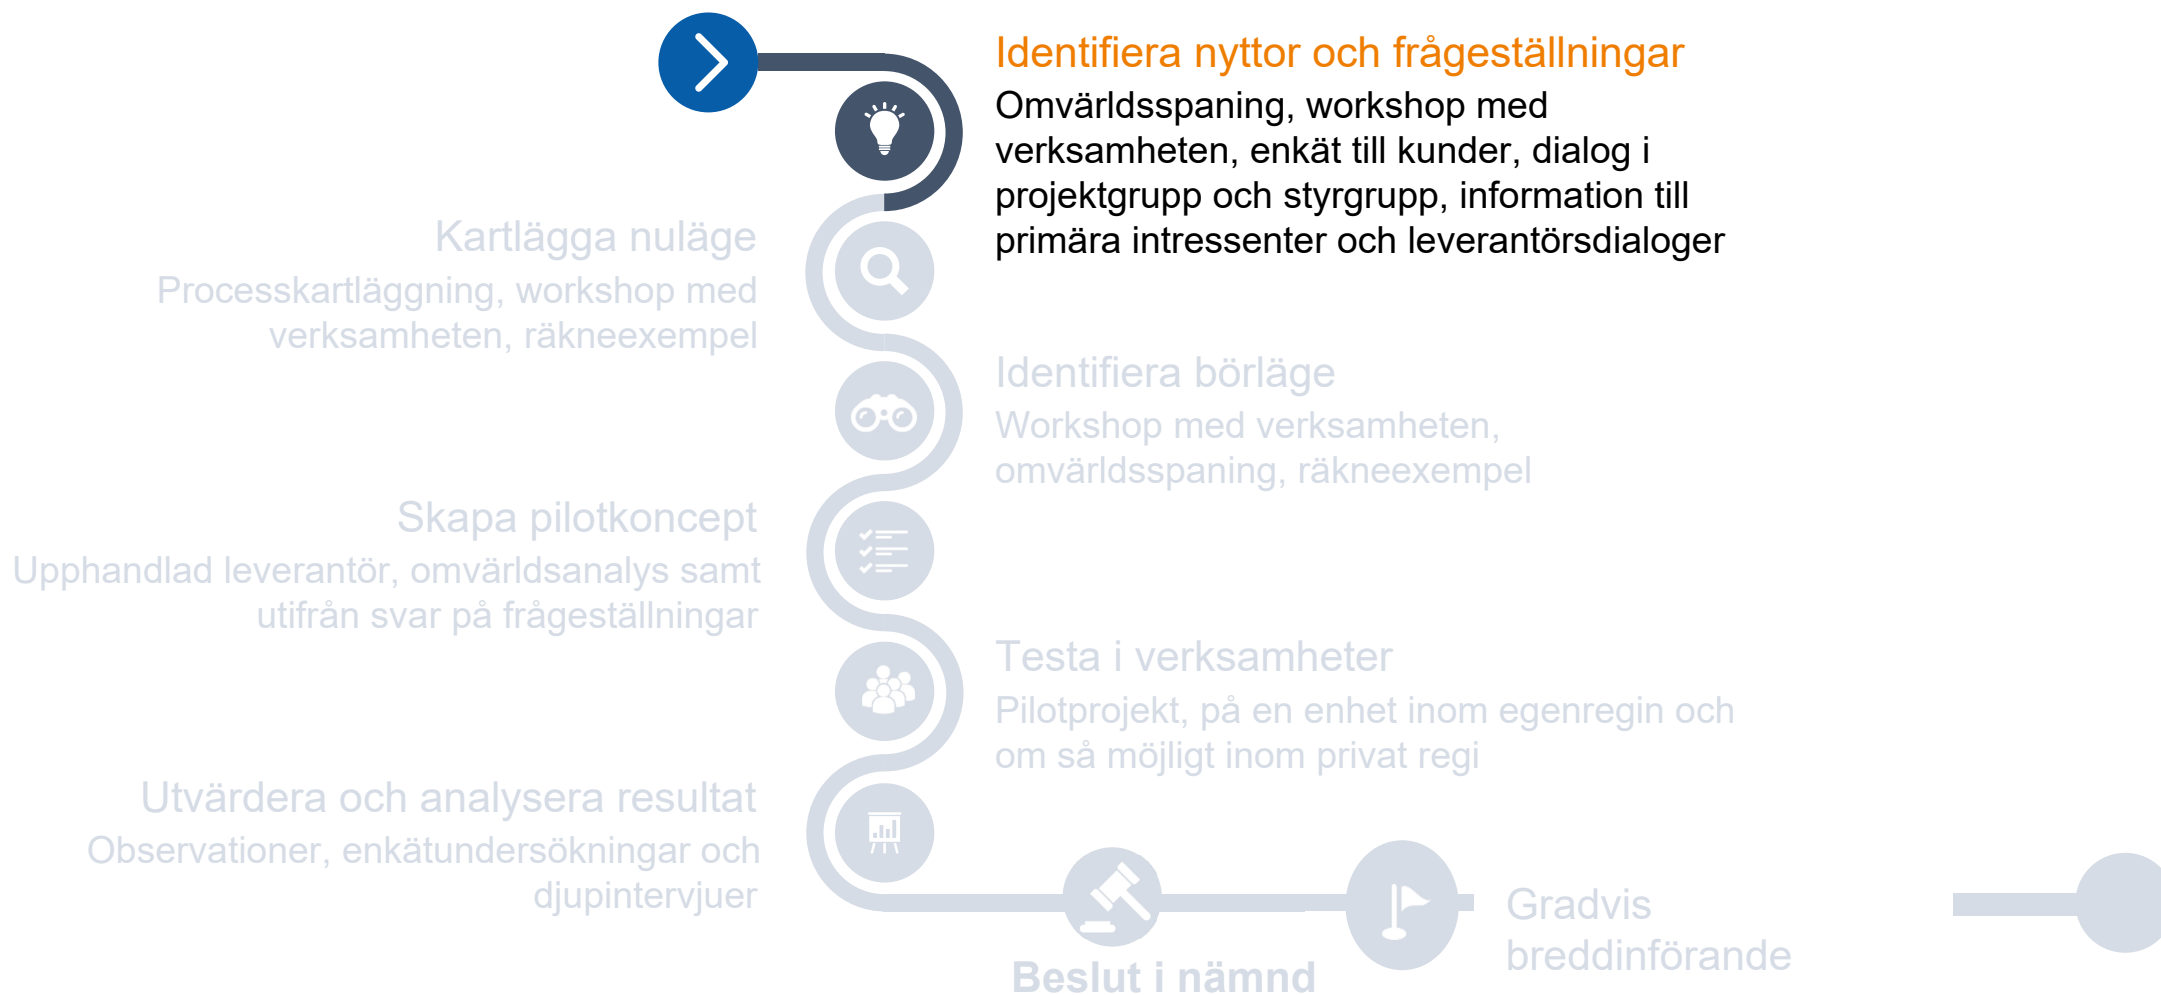 Identifiera nyttor och frågeställningar
Omvärldsspaning, workshop med
verksamheten, enkät till kunder, dialog i
projektgrupp och styrgrupp, information till
primära intressenter och leverantörsdialoger
Kartlägga nuläge
Processkartläggning, workshop med
verksamheten, räkneexempel
Identifiera börläge
Workshop med verksamheten,
omvärldsspaning, räkneexempel
Skapa pilotkoncept
Upphandlad leverantör, omvärldsanalys samt
utifrån svar på frågeställningar
Testa i verksamheter
Pilotprojekt, på en enhet inom egenregin och
om så möjligt inom privat regi
Utvärdera och analysera resultat
Observationer, enkätundersökningar och
djupintervjuer
Beslut i nämnd
Gradvis
breddinförande